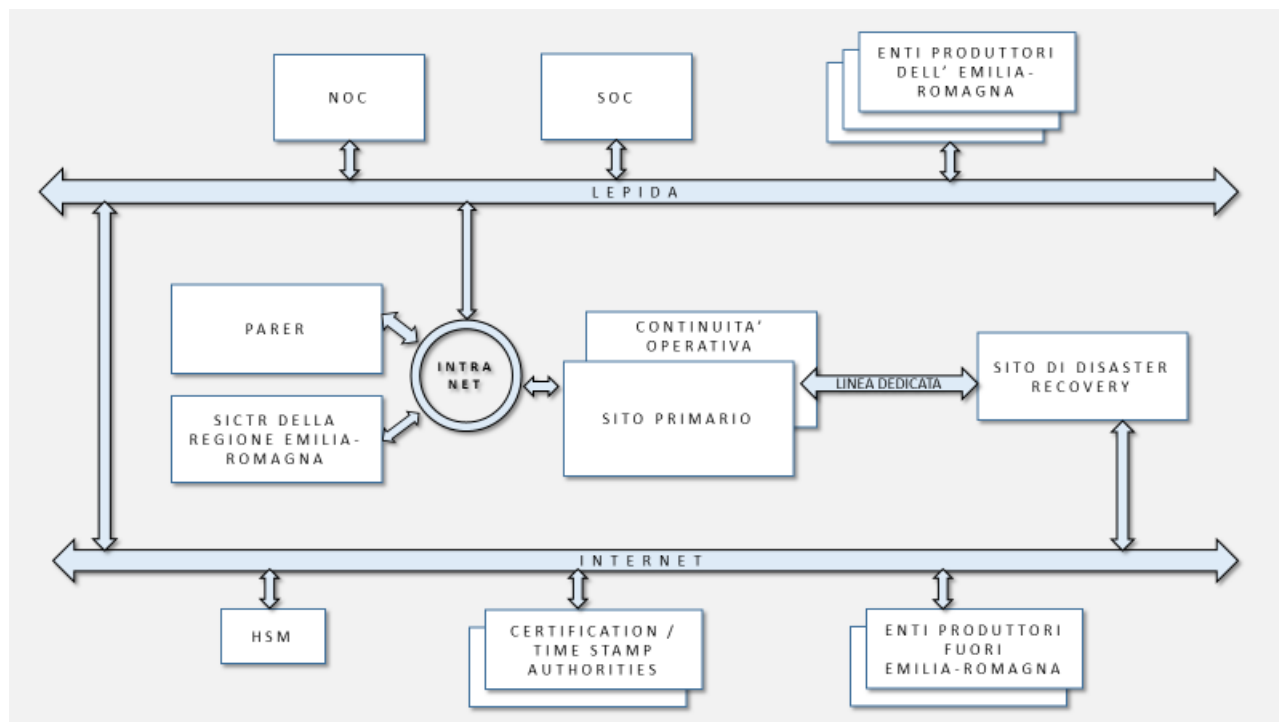 NOC
SOC
ENTI PRODUTTORI
DELL' EMILIA-
ROMAGNA
LEPIDA
PARER
SICTR DELLA
REGIONE EMILIA-
ROMAGNA
INTRA
NET
CONTINUITA'
OPERATIVA
SITO PRIMARIO
LINEA DEDICATA
SITO DI DISASTER
RECOVERY
INTERNET
HSM
CERTIFICATION /
TIME STAMP
AUTHORITIES
ENTI PRODUTTORI
FUORI
EMILIA-ROMAGNA